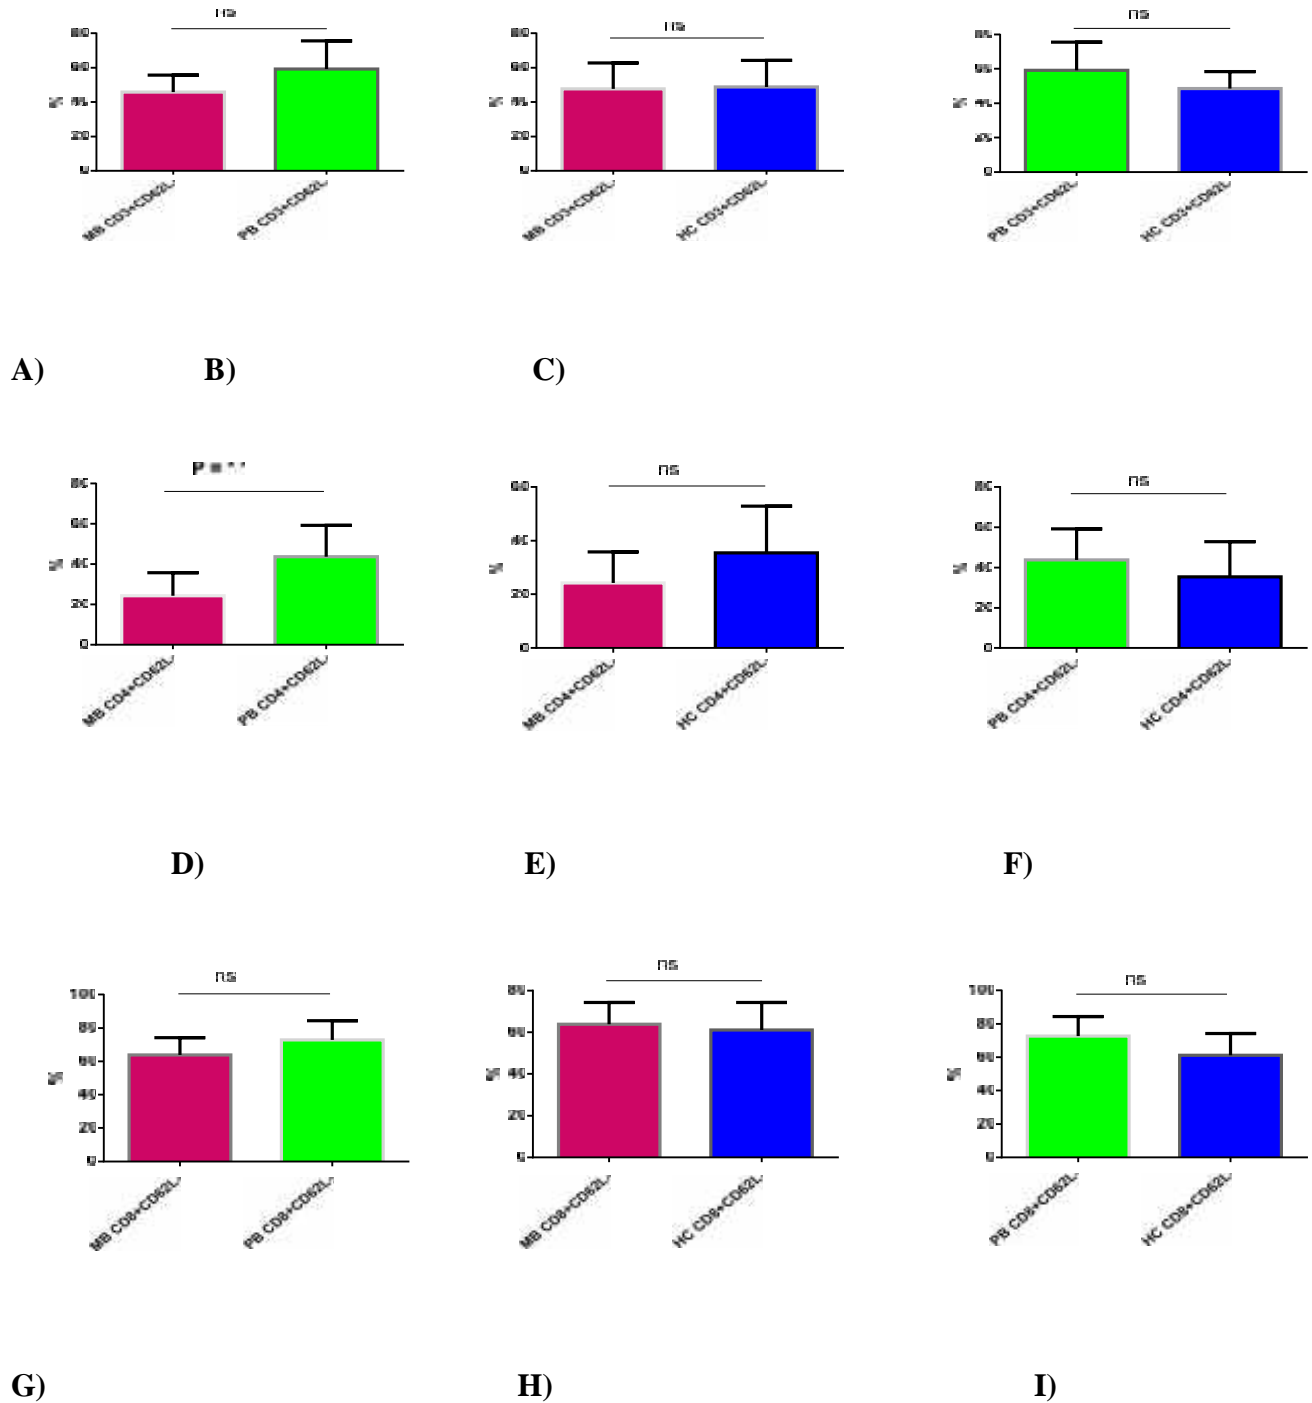 ns
ns
ns
80
60
40
20
0
%
MB CD3+CD62L-
PB CD3+CD62L-
80
60
40
20
0
%
MB CD3+CD62L-
HC CD3+CD62L-
%
PB CD3+CD62L-
HC CD3+CD62L-
A) B) C)
P = **
80
60
40
20
0
%
MB CD4+CD62L-
PB CD4+CD62L-
ns
60
40
20
0
%
MB CD4+CD62L-
HC CD4+CD62L-
ns
80
60
40
20
0
%
PB CD4+CD62L-
HC CD4+CD62L-
D) E) F)
ns
100
80
60
40
20
0
%
MB CD8+CD62L-
PB CD8+CD62L-
ns
80
60
40
20
0
%
MB CD8+CD62L-
HC CD8+CD62L-
ns
100
80
60
40
20
0
%
PB CD8+CD62L-
HC CD8+CD62L-
G) H) I)